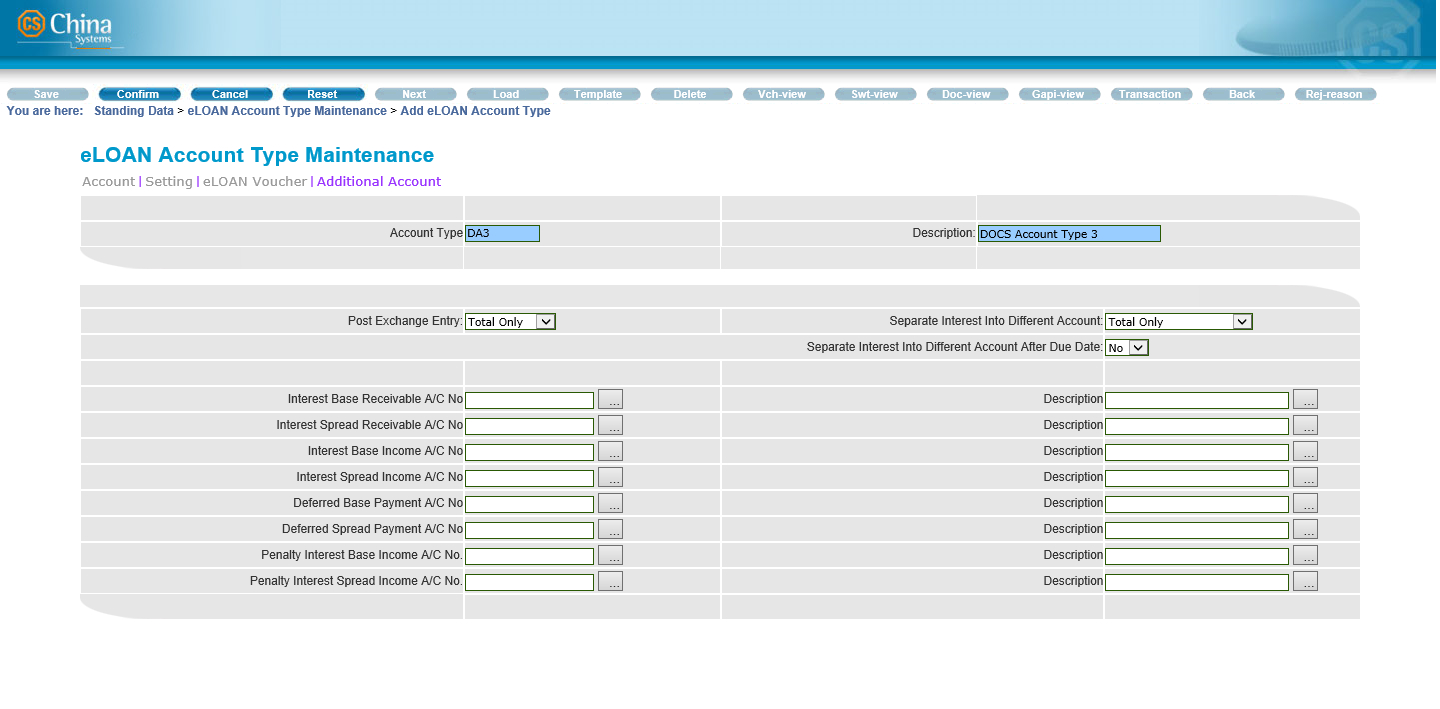 CS China
Systems
CS
Save Confirm Cancel Reset Next Load Template Delete Vch-view Swt-view Doc-view Gapi-view Transaction Back Rej-reason
You are here: Standing Data > eLOAN Account Type Maintenance > Add eLOAN Account Type
eLOAN Account Type Maintenance
Account | Setting | eLOAN Voucher | Additional Account
Account Type DA3 Description: DOCS Account Type 3
Post Exchange Entry: Total Only Separate Interest Into Different Account: Total Only
Separate Interest Into Different Account After Due Date: No
Interest Base Receivable A/C No ... Description ...
Interest Spread Receivable A/C No ... Description ...
Interest Base Income A/C No ... Description ...
Interest Spread Income A/C No ... Description ...
Deferred Base Payment A/C No ... Description ...
Deferred Spread Payment A/C No ... Description ...
Penalty Interest Base Income A/C No. ... Description ...
Penalty Interest Spread Income A/C No. ... Description ...